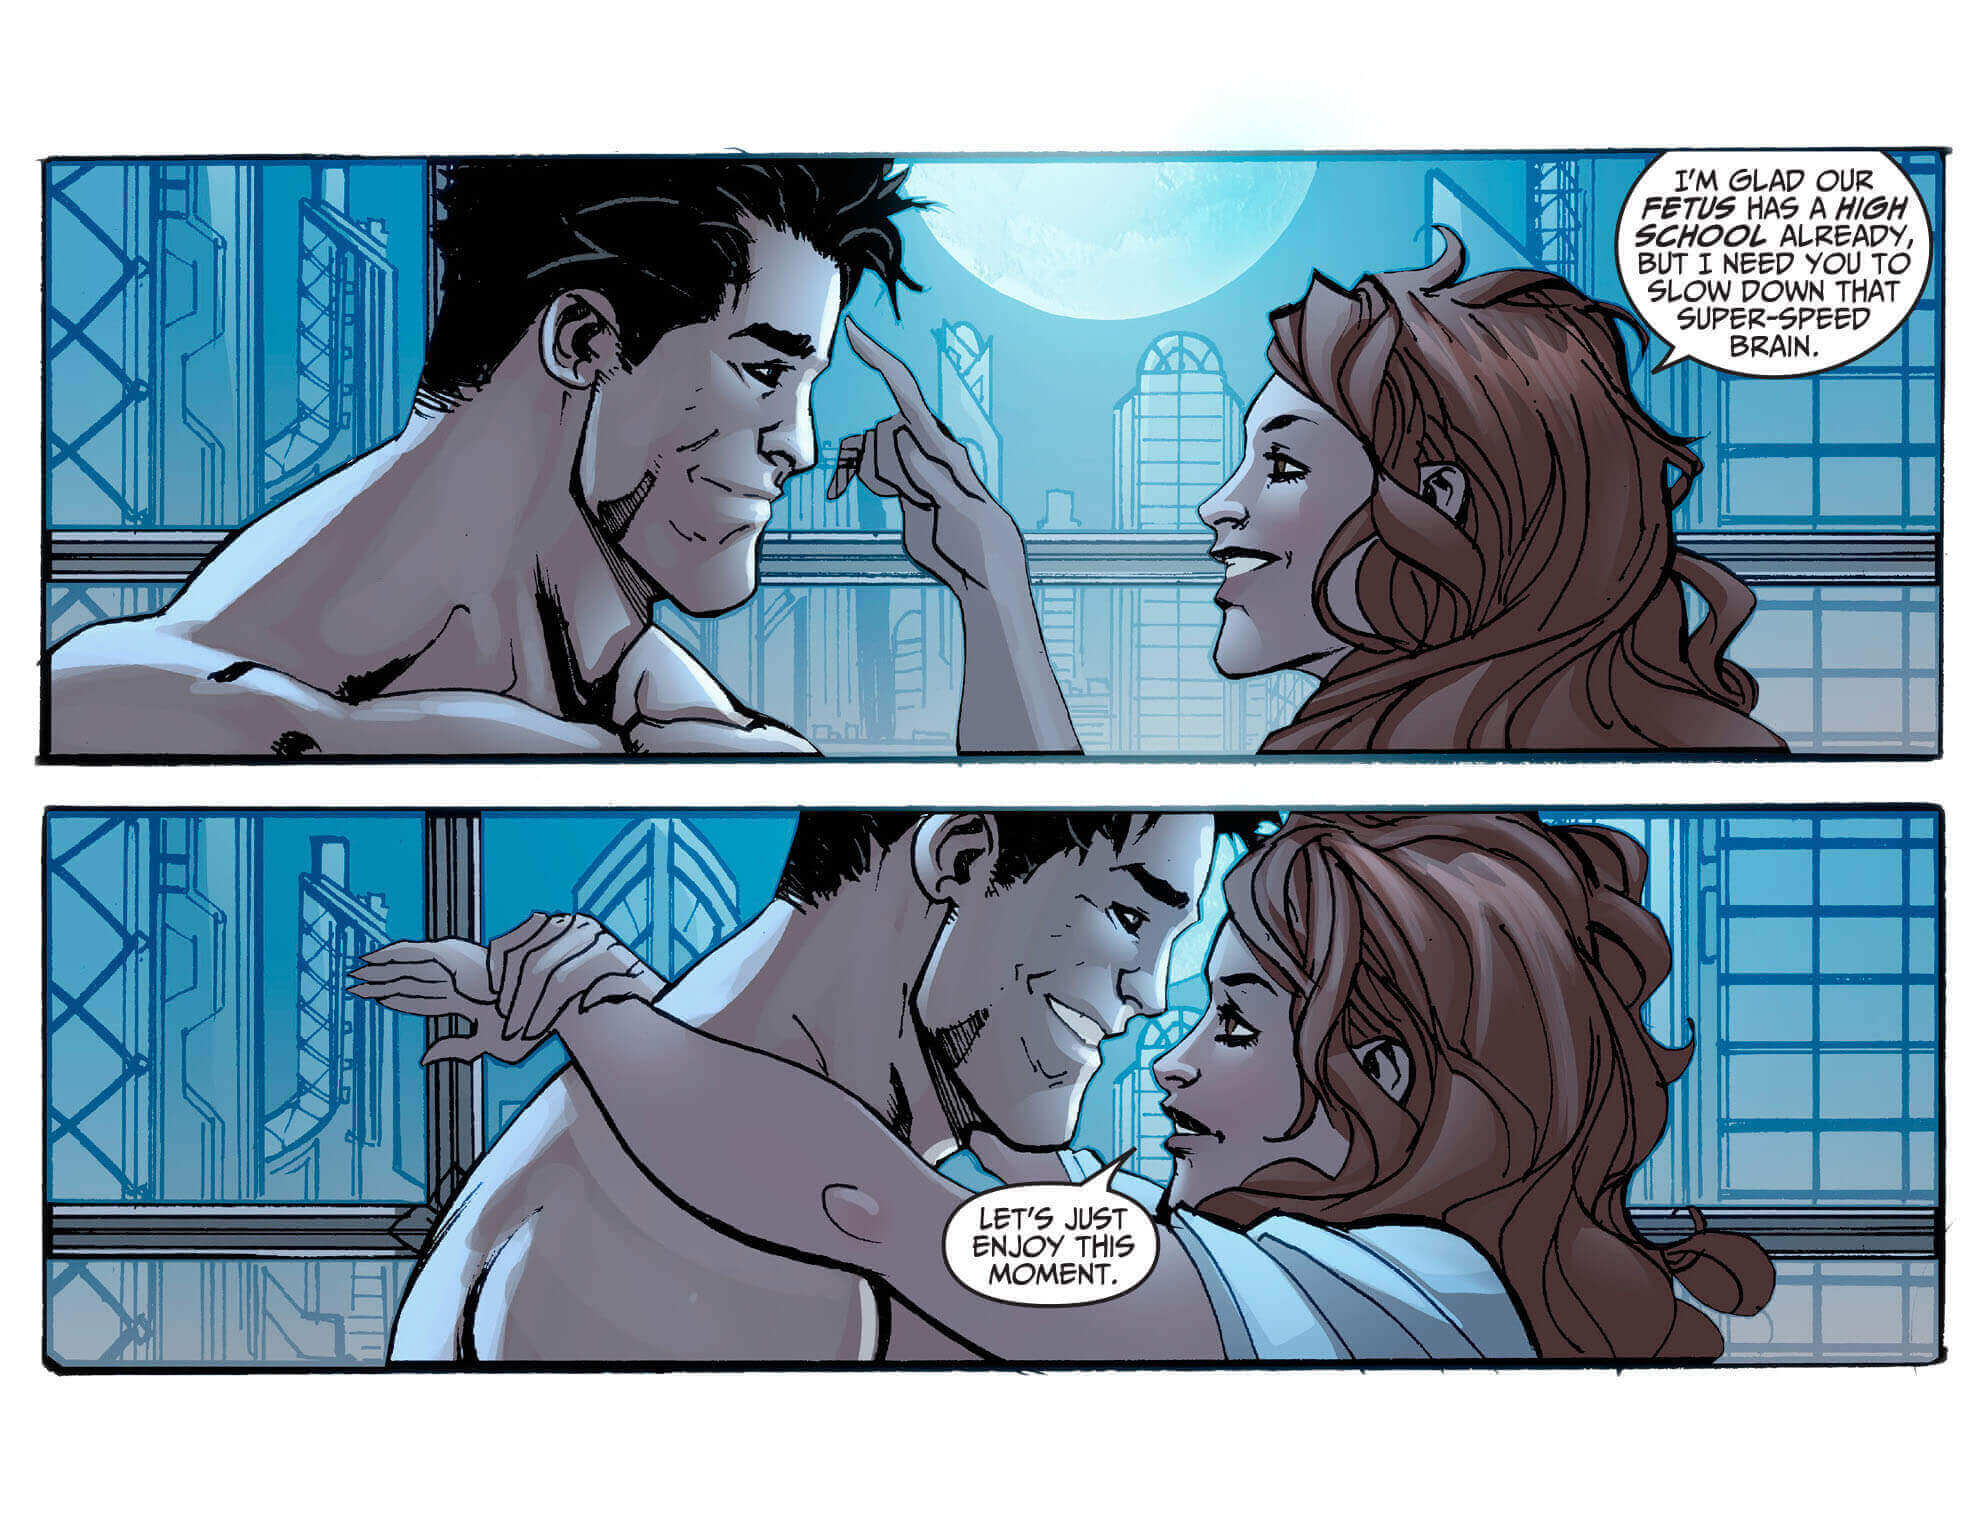 I'M GLAD OUR
FETUS HAS A HIGH
SCHOOL ALREADY,
BUT I NEED YOU TO
SLOW DOWN THAT
SUPER-SPEED
BRAIN.
LET'S JUST
ENJOY THIS
MOMENT.